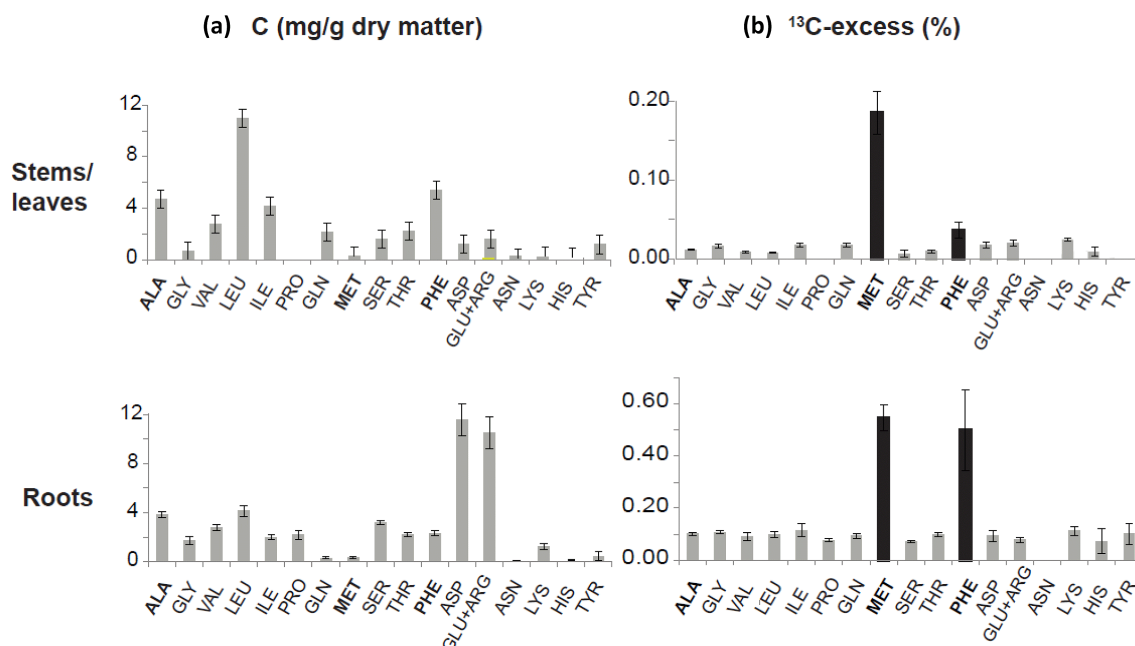 (a) C (mg/g dry matter)
(b) ¹³C-excess (%)
Stems/
leaves
12
8
4
0
ALA GLY VAL LEU ILE PRO GLN MET SER THR PHE ASP GLU+ARG ASN LYS HIS TYR
0.20
0.10
0.00
ALA GLY VAL LEU ILE PRO GLN MET SER THR PHE ASP GLU+ARG ASN LYS HIS TYR
Roots
12
8
4
0
ALA GLY VAL LEU ILE PRO GLN MET SER THR PHE ASP GLU+ARG ASN LYS HIS TYR
0.60
0.40
0.20
0.00
ALA GLY VAL LEU ILE PRO GLN MET SER THR PHE ASP GLU+ARG ASN LYS HIS TYR